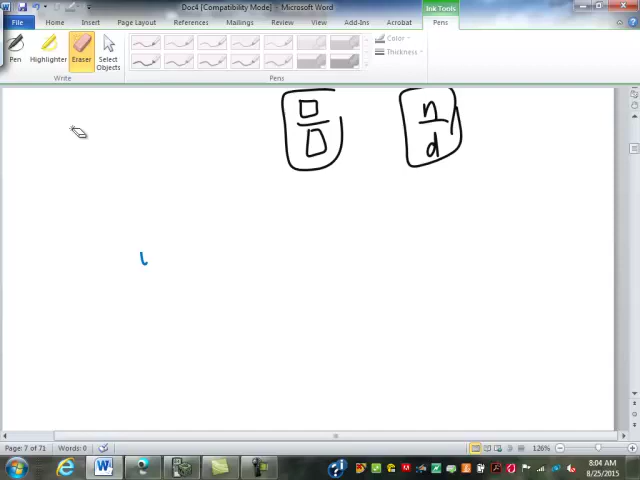 Doc4 [Compatibility Mode] - Microsoft Word
Ink Tools
File Home Insert Page Layout References Mailings Review View Add-Ins Acrobat Pens
Pen Highlighter Eraser Select Objects
Color
Thickness
Write Pens
n
d
Page: 7 of 71 Words: 0 126%
8:04 AM
8/25/2015